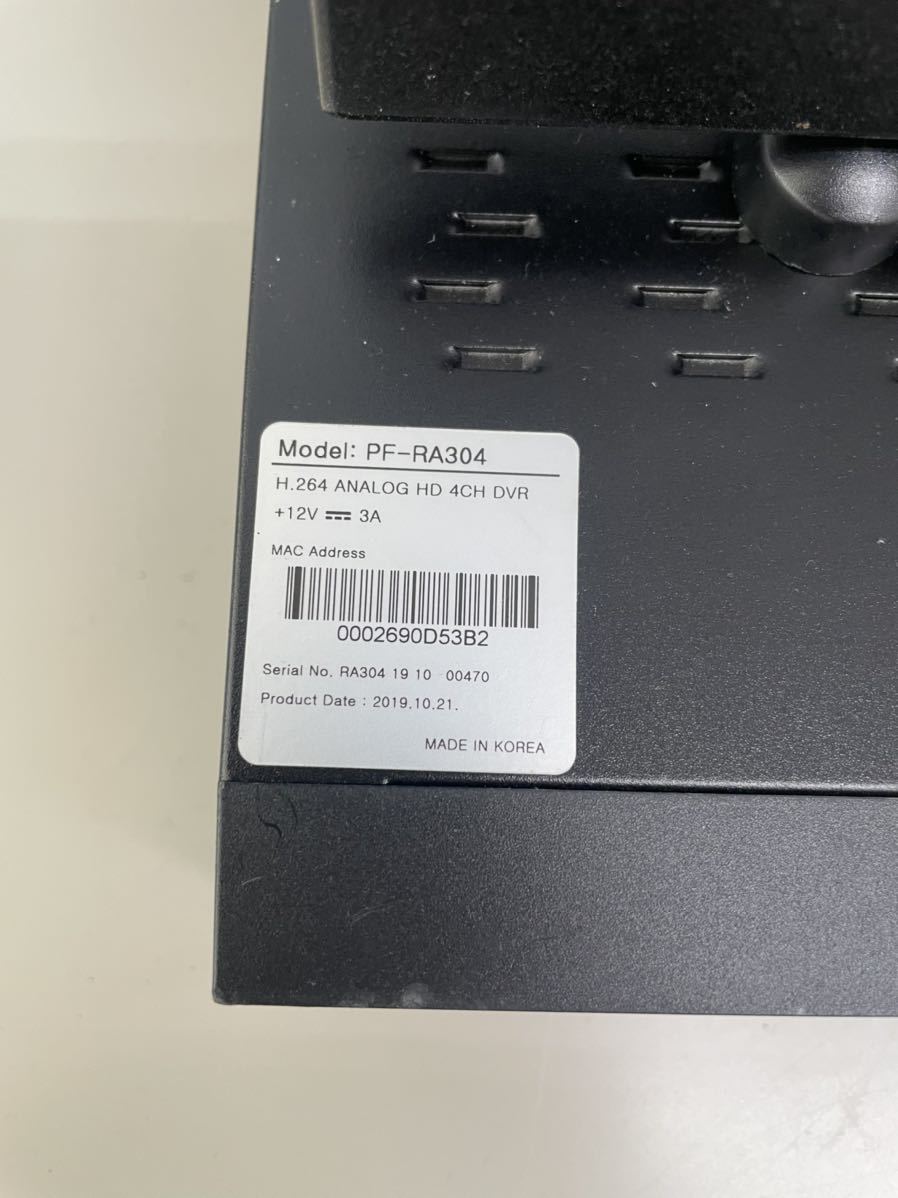 Model: PF-RA304
H.264 ANALOG HD 4CH DVR
+12V ⎓ 3A
MAC Address
0002690D53B2
Serial No. RA304 19 10 00470
Product Date : 2019.10.21.
MADE IN KOREA